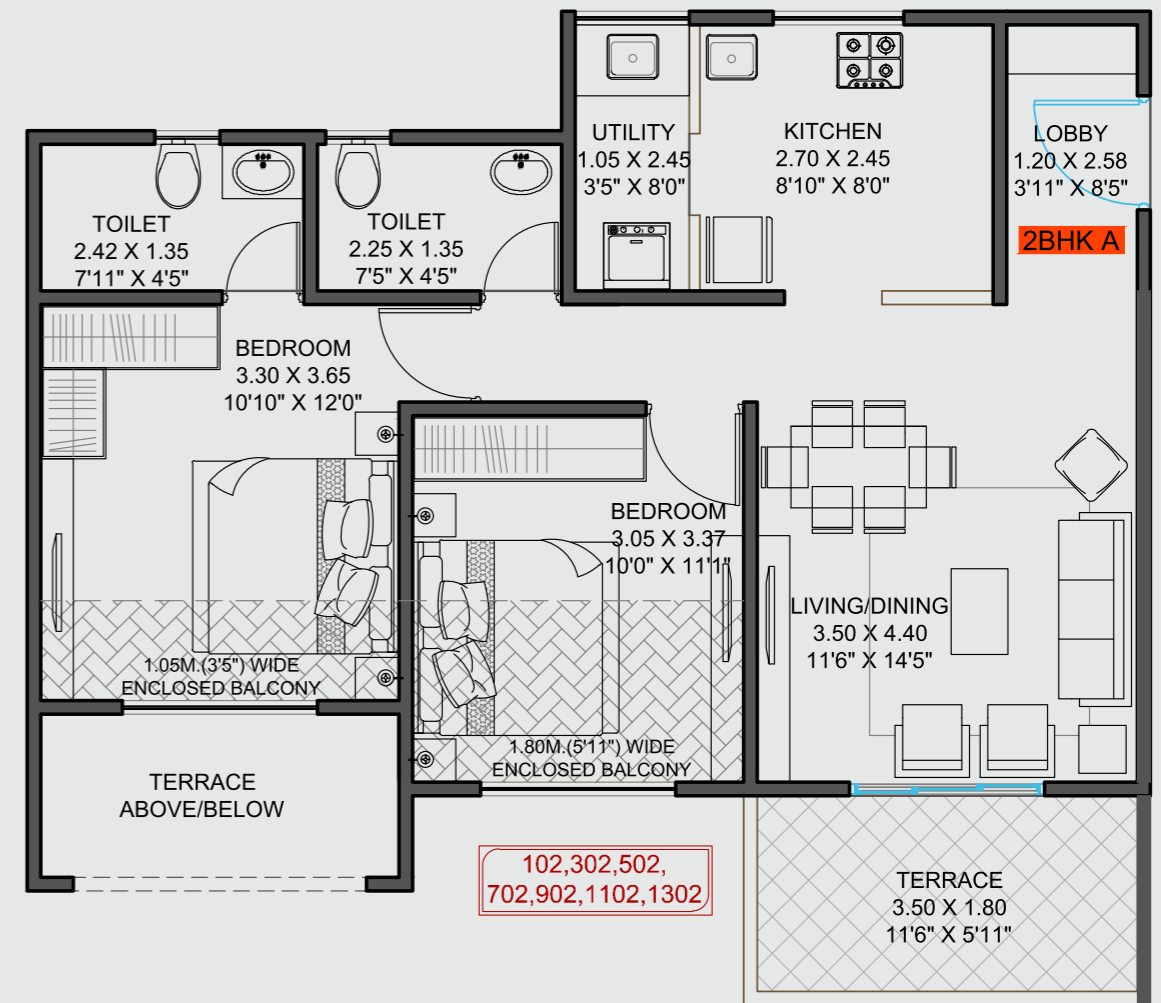 UTILITY
1.05 X 2.45
3'5" X 8'0"
KITCHEN
2.70 X 2.45
8'10" X 8'0"
LOBBY
1.20 X 2.58
3'11" X 8'5"
2BHK A
TOILET
2.42 X 1.35
7'11" X 4'5"
TOILET
2.25 X 1.35
7'5" X 4'5"
BEDROOM
3.30 X 3.65
10'10" X 12'0"
BEDROOM
3.05 X 3.37
10'0" X 11'1"
LIVING/DINING
3.50 X 4.40
11'6" X 14'5"
1.05M.(3'5") WIDE
ENCLOSED BALCONY
1.80M.(5'11") WIDE
ENCLOSED BALCONY
TERRACE
ABOVE/BELOW
102,302,502,
702,902,1102,1302
TERRACE
3.50 X 1.80
11'6" X 5'11"